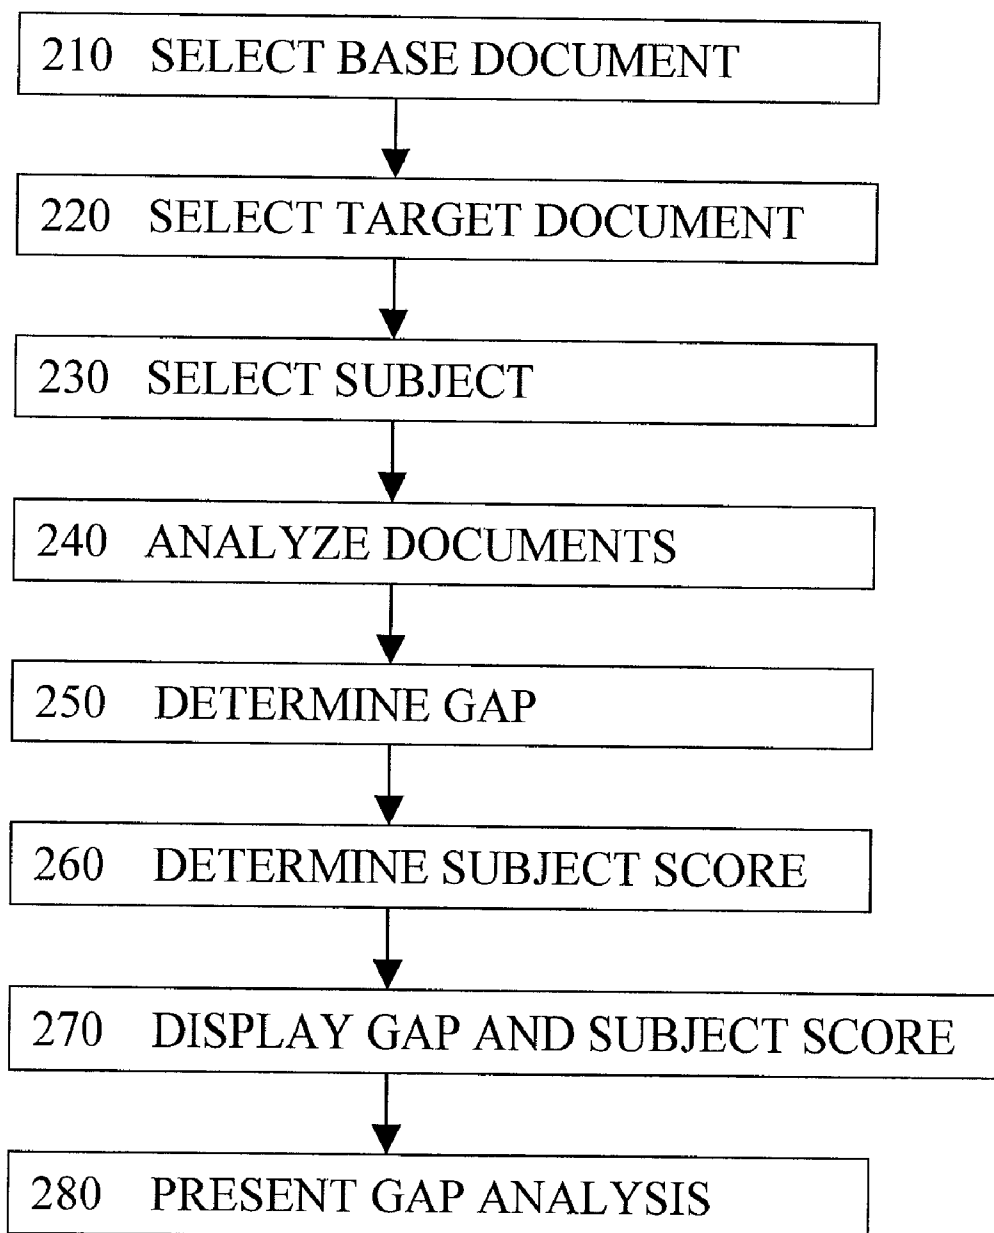 210 SELECT BASE DOCUMENT
220 SELECT TARGET DOCUMENT
230 SELECT SUBJECT
240 ANALYZE DOCUMENTS
250 DETERMINE GAP
260 DETERMINE SUBJECT SCORE
270 DISPLAY GAP AND SUBJECT SCORE
280 PRESENT GAP ANALYSIS